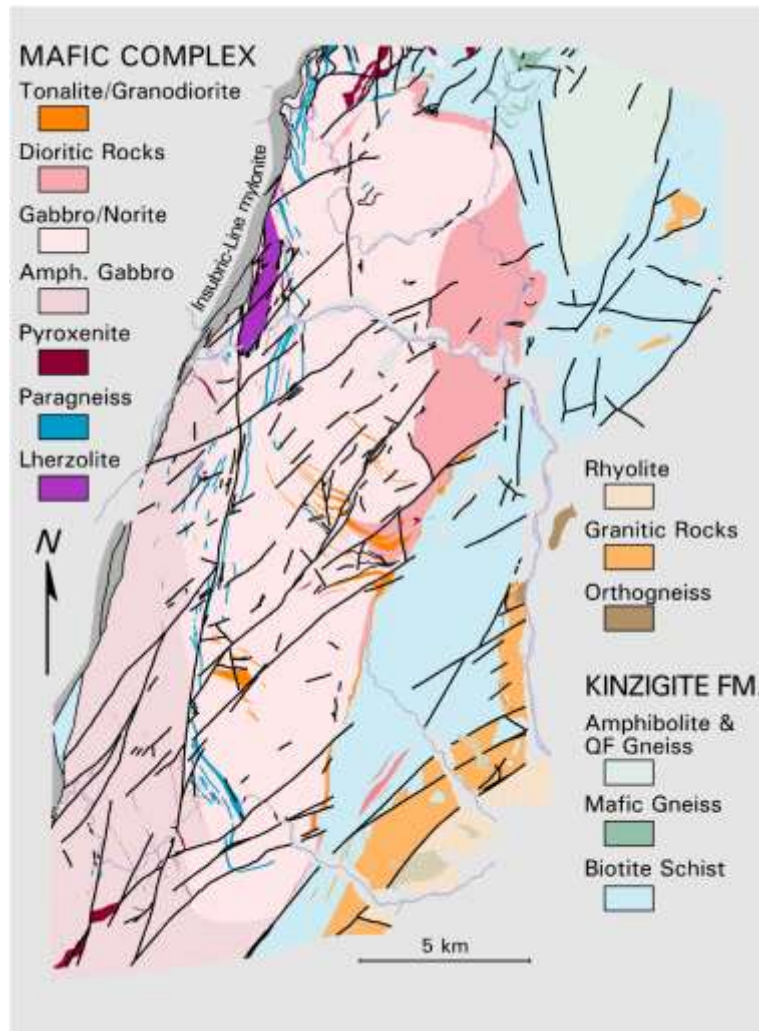 MAFIC COMPLEX
Tonalite/Granodiorite
Dioritic Rocks
Gabbro/Norite
Amph. Gabbro
Pyroxenite
Paragneiss
Lherzolite
Insubric-Line mylonite
N
Rhyolite
Granitic Rocks
Orthogneiss
KINZIGITE FM.
Amphibolite &
QF Gneiss
Mafic Gneiss
Biotite Schist
5 km